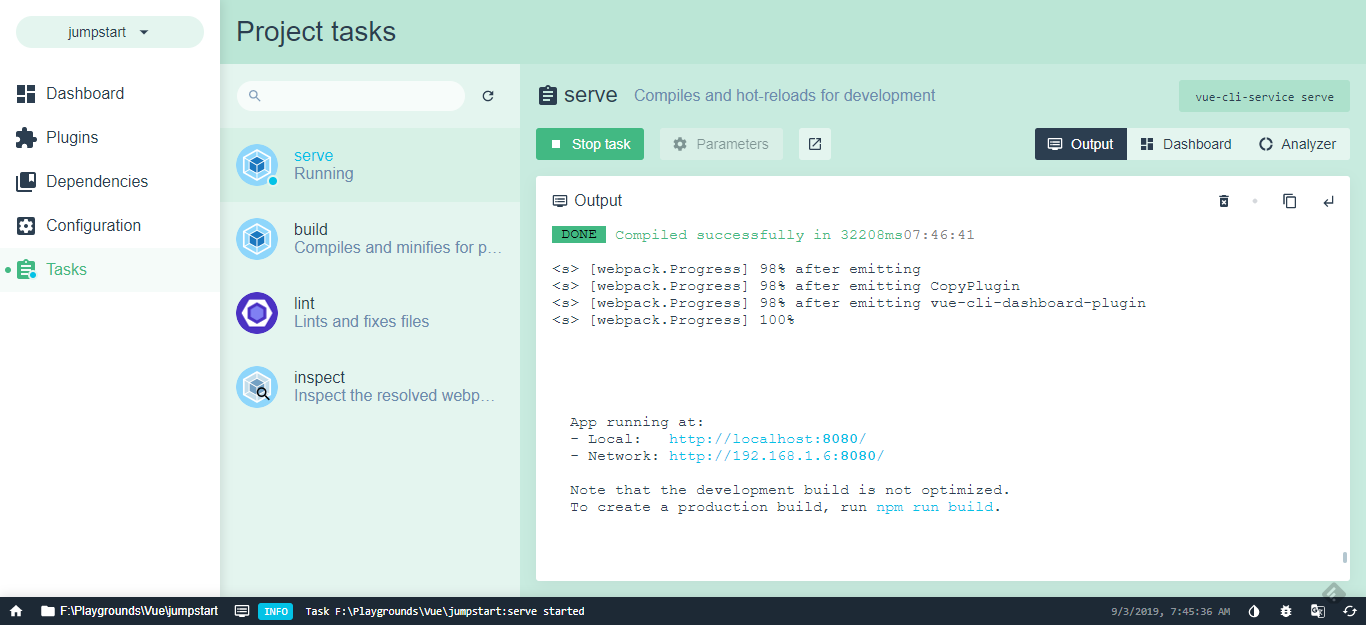 jumpstart
Project tasks
Dashboard
Plugins
Dependencies
Configuration
Tasks
serve
Running
build
Compiles and minifies for p…
lint
Lints and fixes files
inspect
Inspect the resolved webp…
serve Compiles and hot-reloads for development
vue-cli-service serve
Stop task
Parameters
Output
Dashboard
Analyzer
Output
DONE Compiled successfully in 32208ms07:46:41
<s> [webpack.Progress] 98% after emitting
<s> [webpack.Progress] 98% after emitting CopyPlugin
<s> [webpack.Progress] 98% after emitting vue-cli-dashboard-plugin
<s> [webpack.Progress] 100%
App running at:
- Local: http://localhost:8080/
- Network: http://192.168.1.6:8080/
Note that the development build is not optimized.
To create a production build, run npm run build.
F:\Playgrounds\Vue\jumpstart
INFO Task F:\Playgrounds\Vue\jumpstart:serve started
9/3/2019, 7:45:36 AM